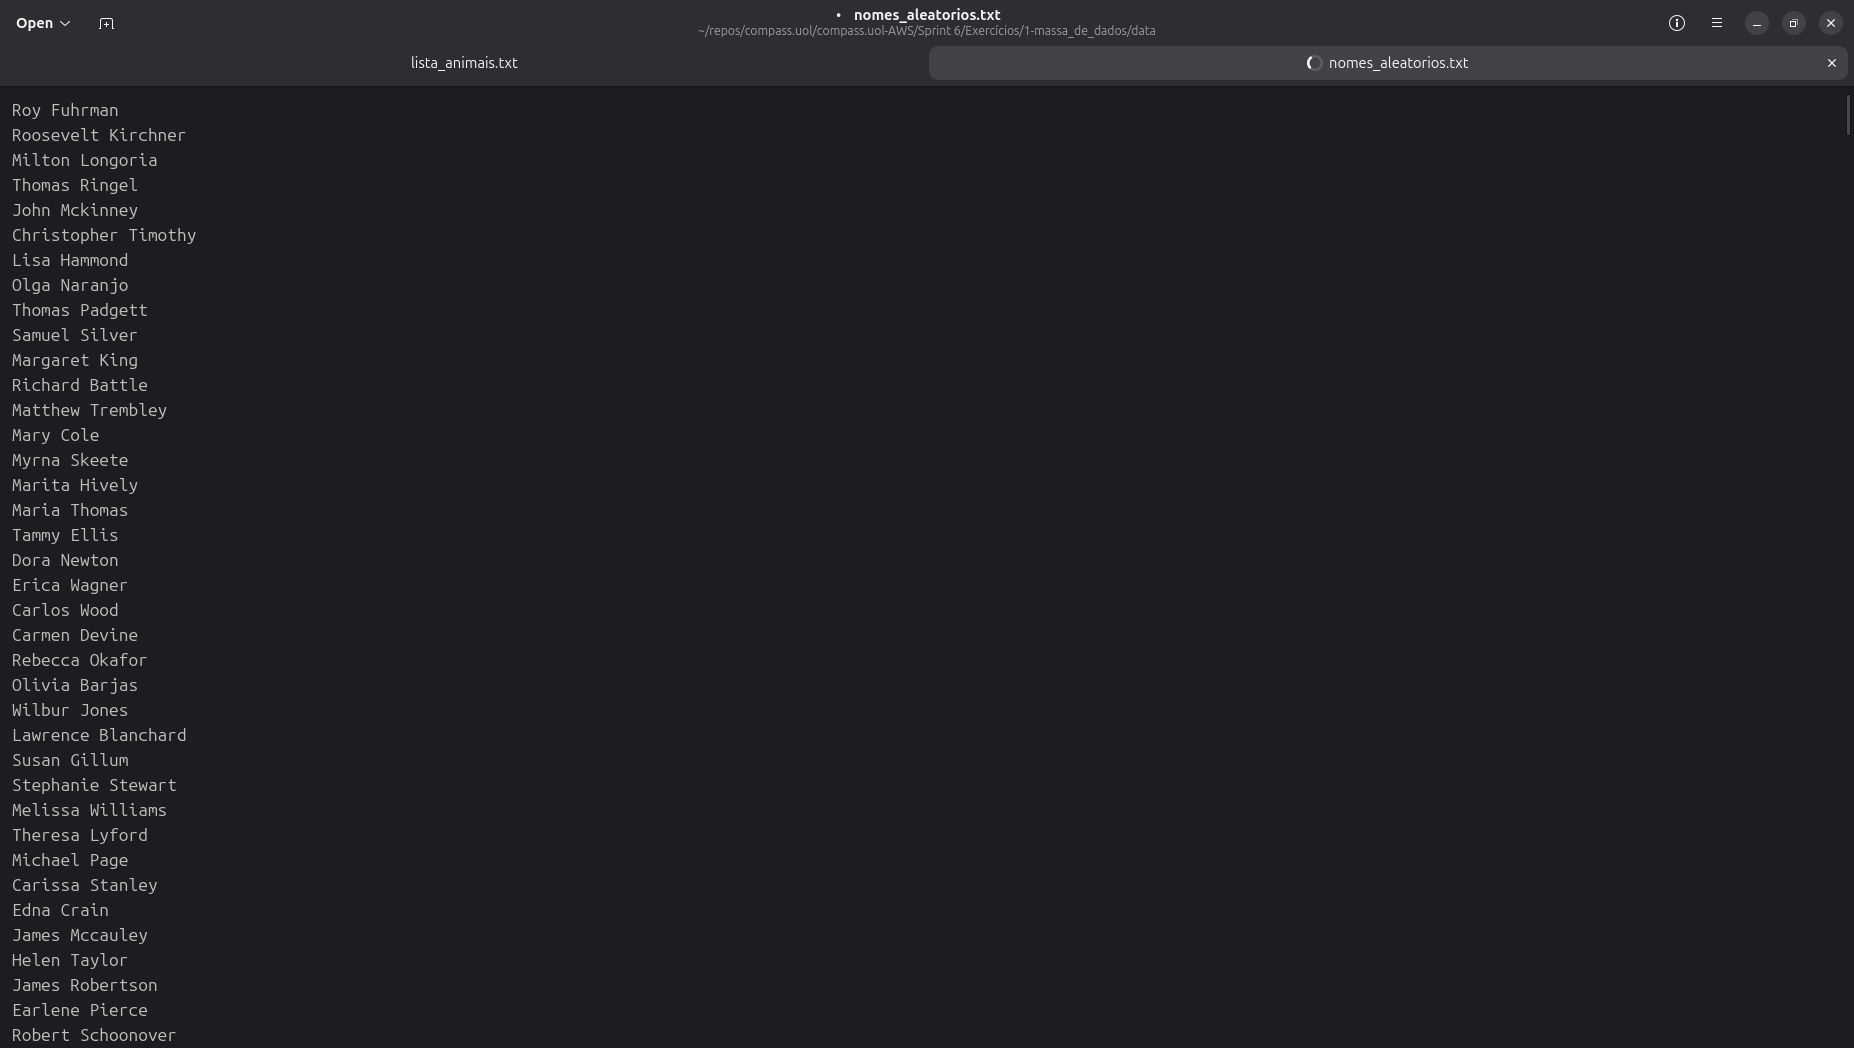 Open
• nomes_aleatorios.txt
~/repos/compass.uol/compass.uol-AWS/Sprint 6/Exercícios/1-massa_de_dados/data
lista_animais.txt
nomes_aleatorios.txt
Roy Fuhrman
Roosevelt Kirchner
Milton Longoria
Thomas Ringel
John Mckinney
Christopher Timothy
Lisa Hammond
Olga Naranjo
Thomas Padgett
Samuel Silver
Margaret King
Richard Battle
Matthew Trembley
Mary Cole
Myrna Skeete
Marita Hively
Maria Thomas
Tammy Ellis
Dora Newton
Erica Wagner
Carlos Wood
Carmen Devine
Rebecca Okafor
Olivia Barjas
Wilbur Jones
Lawrence Blanchard
Susan Gillum
Stephanie Stewart
Melissa Williams
Theresa Lyford
Michael Page
Carissa Stanley
Edna Crain
James Mccauley
Helen Taylor
James Robertson
Earlene Pierce
Robert Schoonover